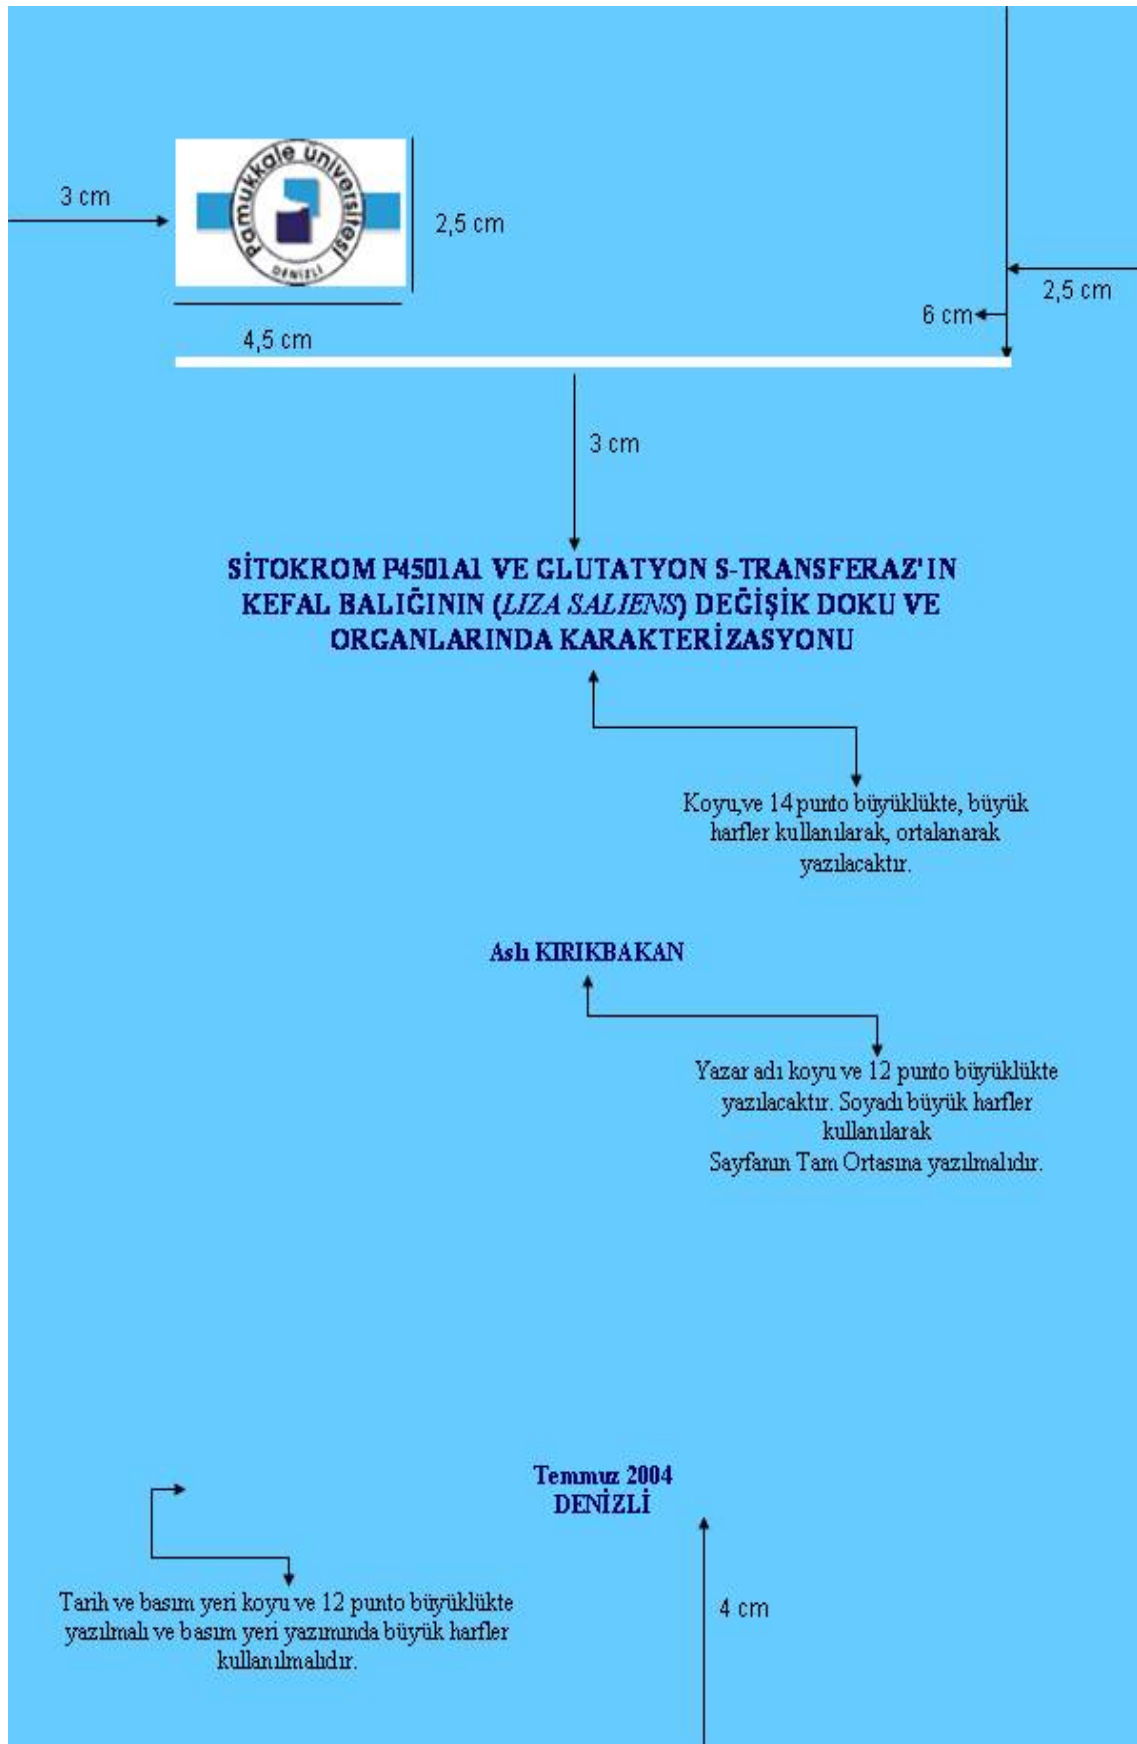 Pamukkale Üniversitesi
DENİZLİ
3 cm
2,5 cm
2,5 cm
6 cm
4,5 cm
3 cm
SİTOKROM P4501A1 VE GLUTATYON S-TRANSFERAZ'IN
KEFAL BALIĞININ (LIZA SALIENS) DEĞİŞİK DOKU VE
ORGANLARINDA KARAKTERİZASYONU
Koyu,ve 14 punto büyüklükte, büyük
harfler kullanılarak, ortalanarak
yazılacaktır.
Aslı KIRIKBAKAN
Yazar adı koyu ve 12 punto büyüklükte
yazılacaktır. Soyadı büyük harfler
kullanılarak
Sayfanın Tam Ortasına yazılmalıdır.
Temmuz 2004
DENİZLİ
Tarih ve basım yeri koyu ve 12 punto büyüklükte
yazılmalı ve basım yeri yazımında büyük harfler
kullanılmalıdır.
4 cm